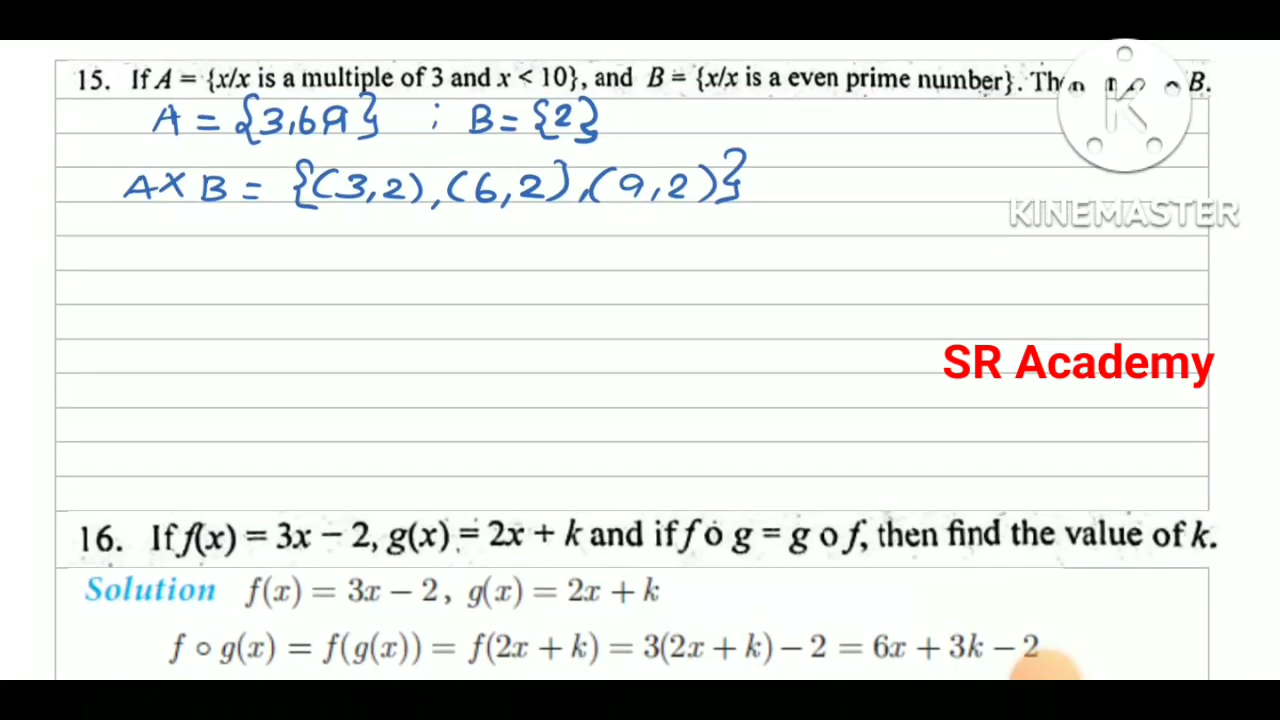 15. If A = {x/x is a multiple of 3 and x < 10}, and B = {x/x is a even prime number}. B.
A = {3,6,9} ; B = {2}
A × B = {(3,2), (6,2), (9,2)}
K
KINEMASTER
SR Academy
16. If f(x) = 3x − 2, g(x) = 2x + k and if f o g = g o f, then find the value of k.
Solution f(x) = 3x − 2, g(x) = 2x + k
f ∘ g(x) = f(g(x)) = f(2x + k) = 3(2x + k) − 2 = 6x + 3k − 2